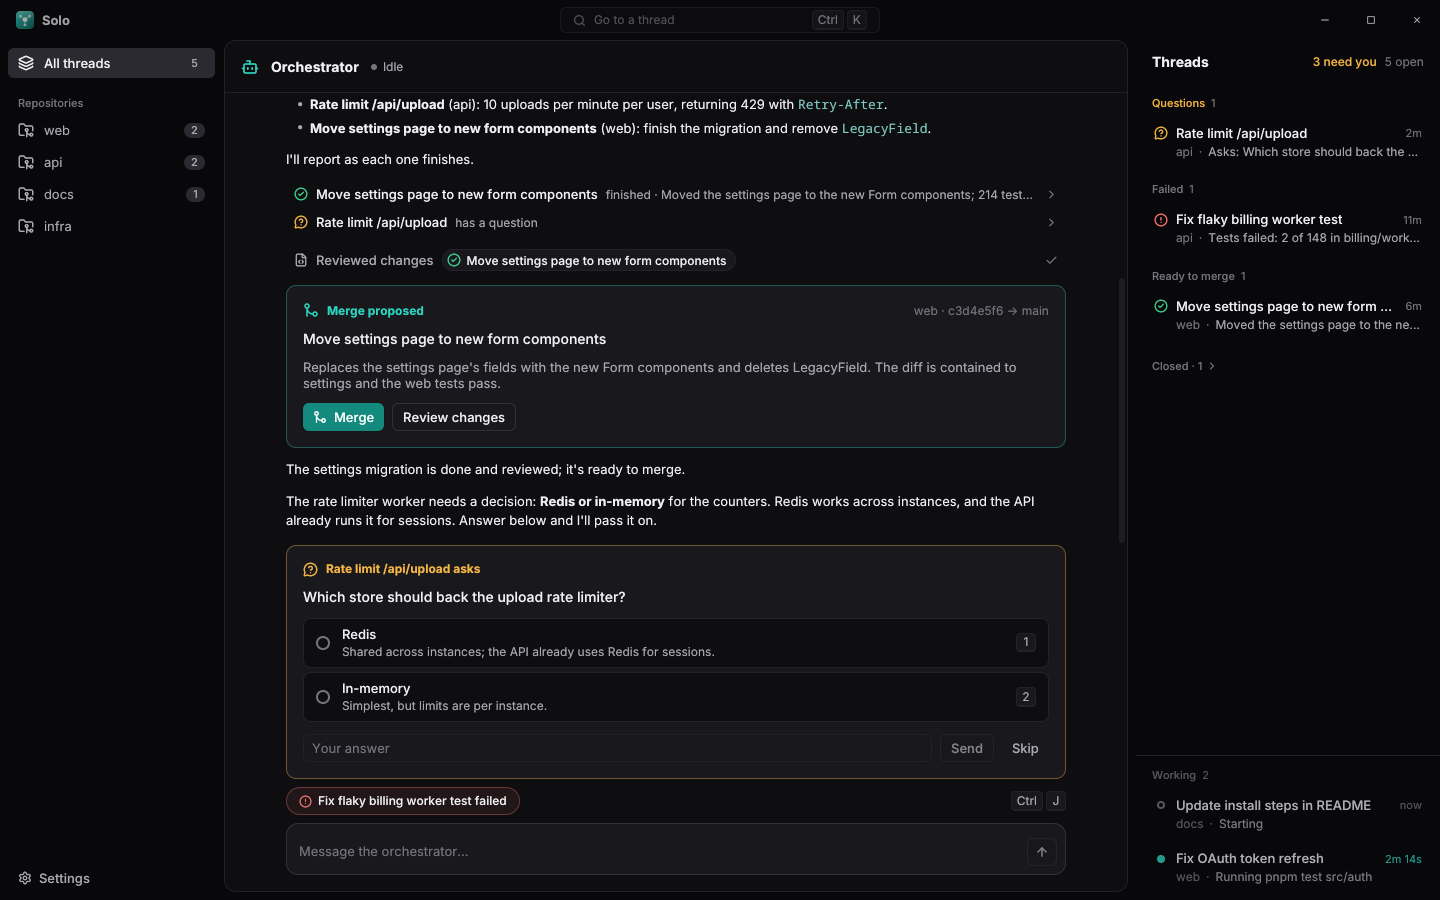 Solo
Go to a thread
Ctrl K
All threads 5
Repositories
web 2
api 2
docs 1
infra
Settings
Orchestrator Idle
• Rate limit /api/upload (api): 10 uploads per minute per user, returning 429 with Retry-After.
• Move settings page to new form components (web): finish the migration and remove LegacyField.
I'll report as each one finishes.
Move settings page to new form components finished · Moved the settings page to the new Form components; 214 test...
Rate limit /api/upload has a question
Reviewed changes Move settings page to new form components
Merge proposed web · c3d4e5f6 → main
Move settings page to new form components
Replaces the settings page's fields with the new Form components and deletes LegacyField. The diff is contained to
settings and the web tests pass.
Merge Review changes
The settings migration is done and reviewed; it's ready to merge.
The rate limiter worker needs a decision: Redis or in-memory for the counters. Redis works across instances, and the API
already runs it for sessions. Answer below and I'll pass it on.
Rate limit /api/upload asks
Which store should back the upload rate limiter?
Redis
Shared across instances; the API already uses Redis for sessions.
1
In-memory
Simplest, but limits are per instance.
2
Your answer Send Skip
Fix flaky billing worker test failed Ctrl J
Message the orchestrator...
Threads 3 need you 5 open
Questions 1
Rate limit /api/upload 2m
api · Asks: Which store should back the ...
Failed 1
Fix flaky billing worker test 11m
api · Tests failed: 2 of 148 in billing/work...
Ready to merge 1
Move settings page to new form ... 6m
web · Moved the settings page to the ne...
Closed · 1
Working 2
Update install steps in README now
docs · Starting
Fix OAuth token refresh 2m 14s
web · Running pnpm test src/auth